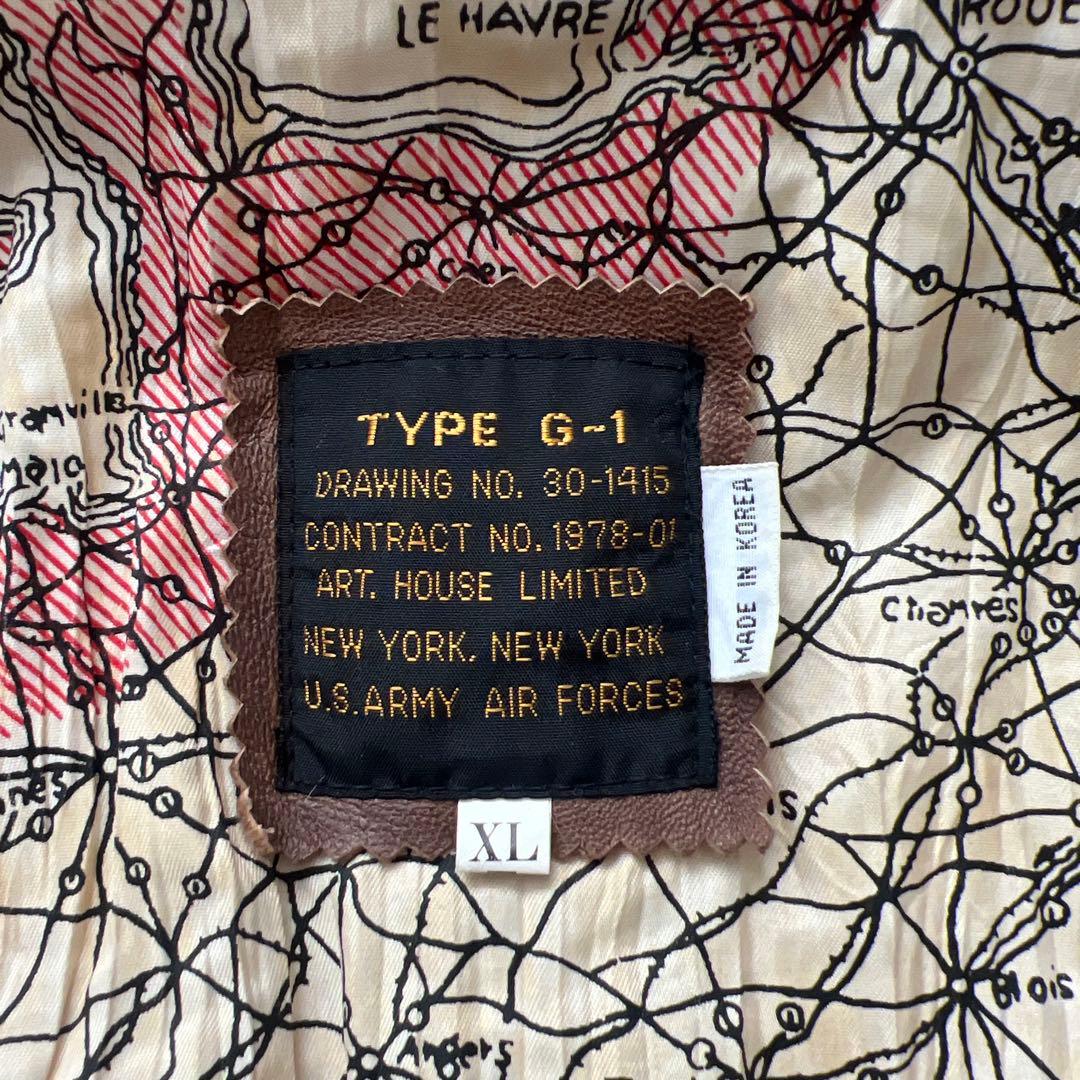 LE HAVRE
TYPE G-1
DRAWING NO. 30-1415
CONTRACT NO. 1978-01
ART. HOUSE LIMITED
NEW YORK, NEW YORK
U.S. ARMY AIR FORCES
MADE IN KOREA
XL
Chamrês
Blois
Angers